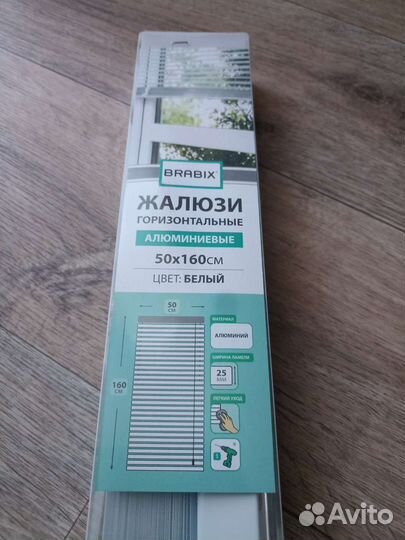 BRABIX
ЖАЛЮЗИ
ГОРИЗОНТАЛЬНЫЕ
АЛЮМИНИЕВЫЕ
50x160СМ
ЦВЕТ: БЕЛЫЙ
50
СМ
160
СМ
МАТЕРИАЛ
АЛЮМИНИЙ
ШИРИНА ЛАМЕЛИ
25
ММ
ЛЕГКИЙ УХОД
Avito